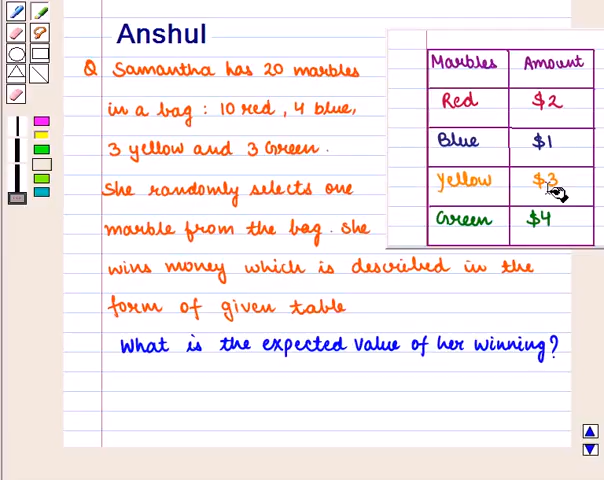 Anshul
Q Samantha has 20 marbles
in a bag : 10 red, 4 blue,
3 yellow and 3 Green.
She randomly selects one
marble from the bag. She
wins money which is described in the
form of given table
What is the expected value of her winning?
Marbles Amount
Red $2
Blue $1
Yellow $3
Green $4